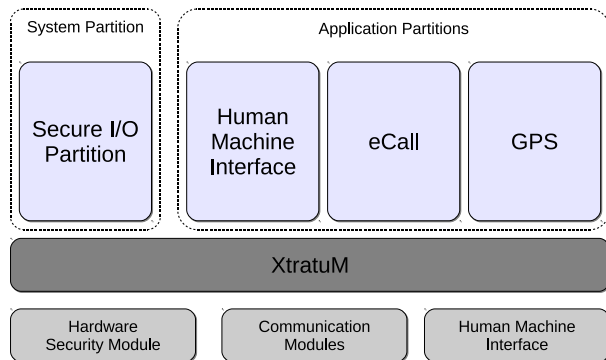 System Partition
Application Partitions
Secure I/O
Partition
Human
Machine
Interface
eCall
GPS
XtratuM
Hardware
Security Module
Communication
Modules
Human Machine
Interface